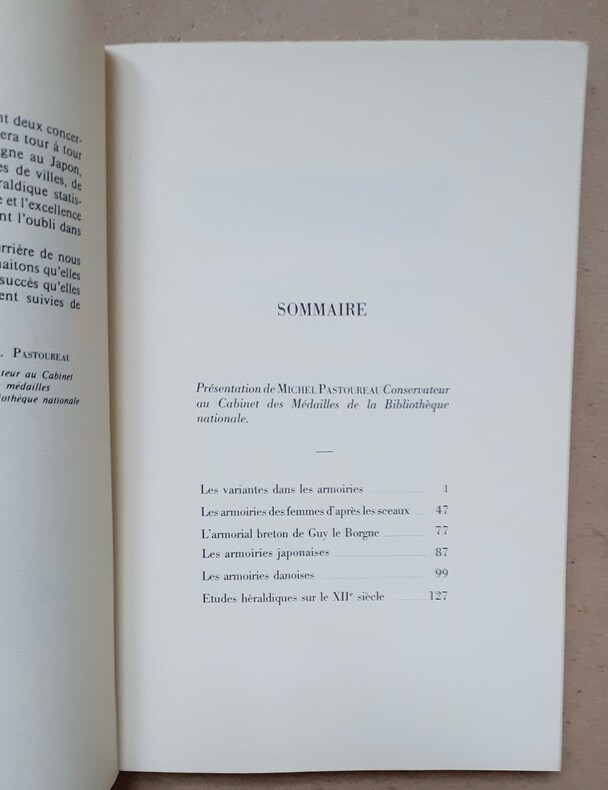 nt deux concer-
era tour à tour
gne au Japon,
es de villes, de
raldique statis-
e et l'excellence
nt l'oubli dans
errière de nous
aitons qu'elles
succès qu'elles
ent suivies de
. PASTOUREAU
teur au Cabinet
médailles
iothèque nationale
SOMMAIRE
Présentation de MICHEL PASTOUREAU Conservateur
au Cabinet des Médailles de la Bibliothèque
nationale.
Les variantes dans les armoiries 1
Les armoiries des femmes d'après les sceaux 47
L'armorial breton de Guy le Borgne 77
Les armoiries japonaises 87
Les armoiries danoises 99
Etudes héraldiques sur le XIIe siècle 127